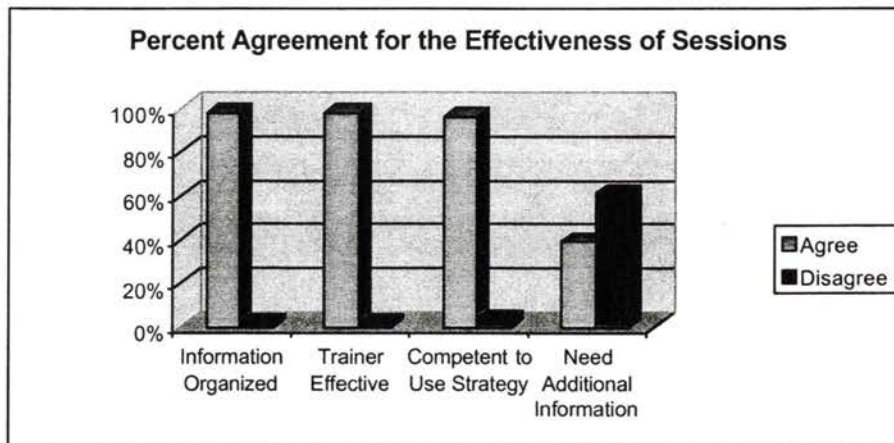 Percent Agreement for the Effectiveness of Sessions
100%
80%
60%
40%
20%
0%
Information
Organized
Trainer
Effective
Competent to
Use Strategy
Need
Additional
Information
Agree
Disagree